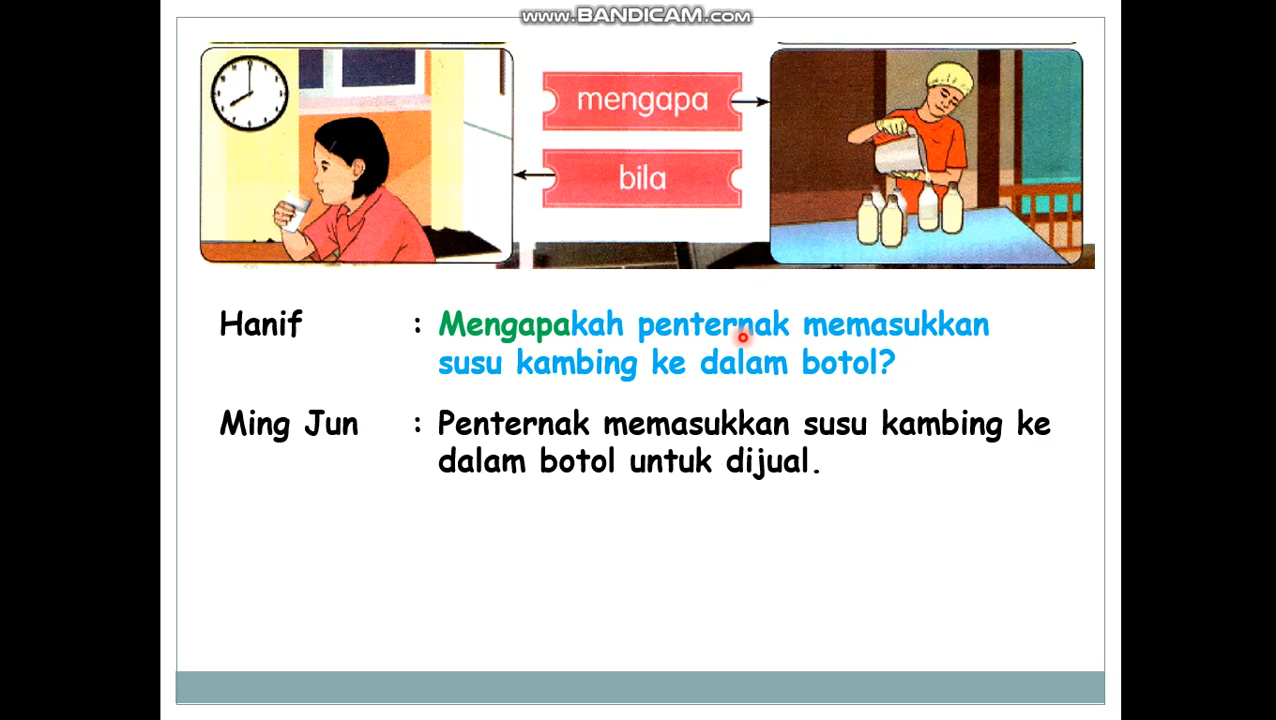 www.BANDICAM.com
mengapa
bila
Hanif : Mengapakah penternak memasukkan
susu kambing ke dalam botol?
Ming Jun : Penternak memasukkan susu kambing ke
dalam botol untuk dijual.